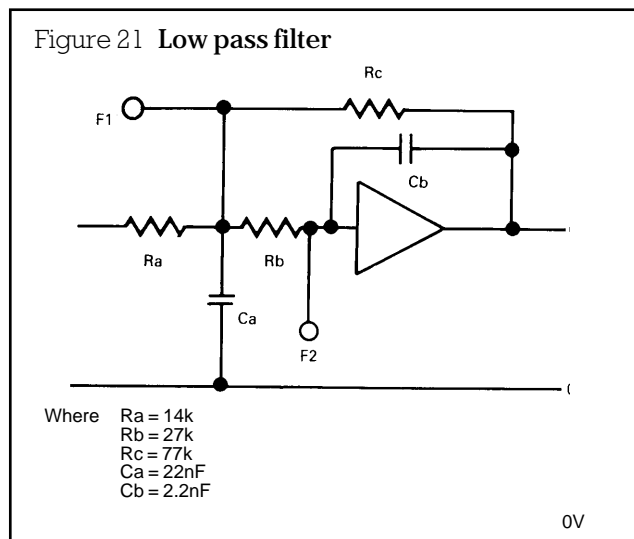 Figure 21 Low pass filter
Rc
F1
Cb
Ra
Rb
Ca
F2
Where Ra = 14k
Rb = 27k
Rc = 77k
Ca = 22nF
Cb = 2.2nF
0V